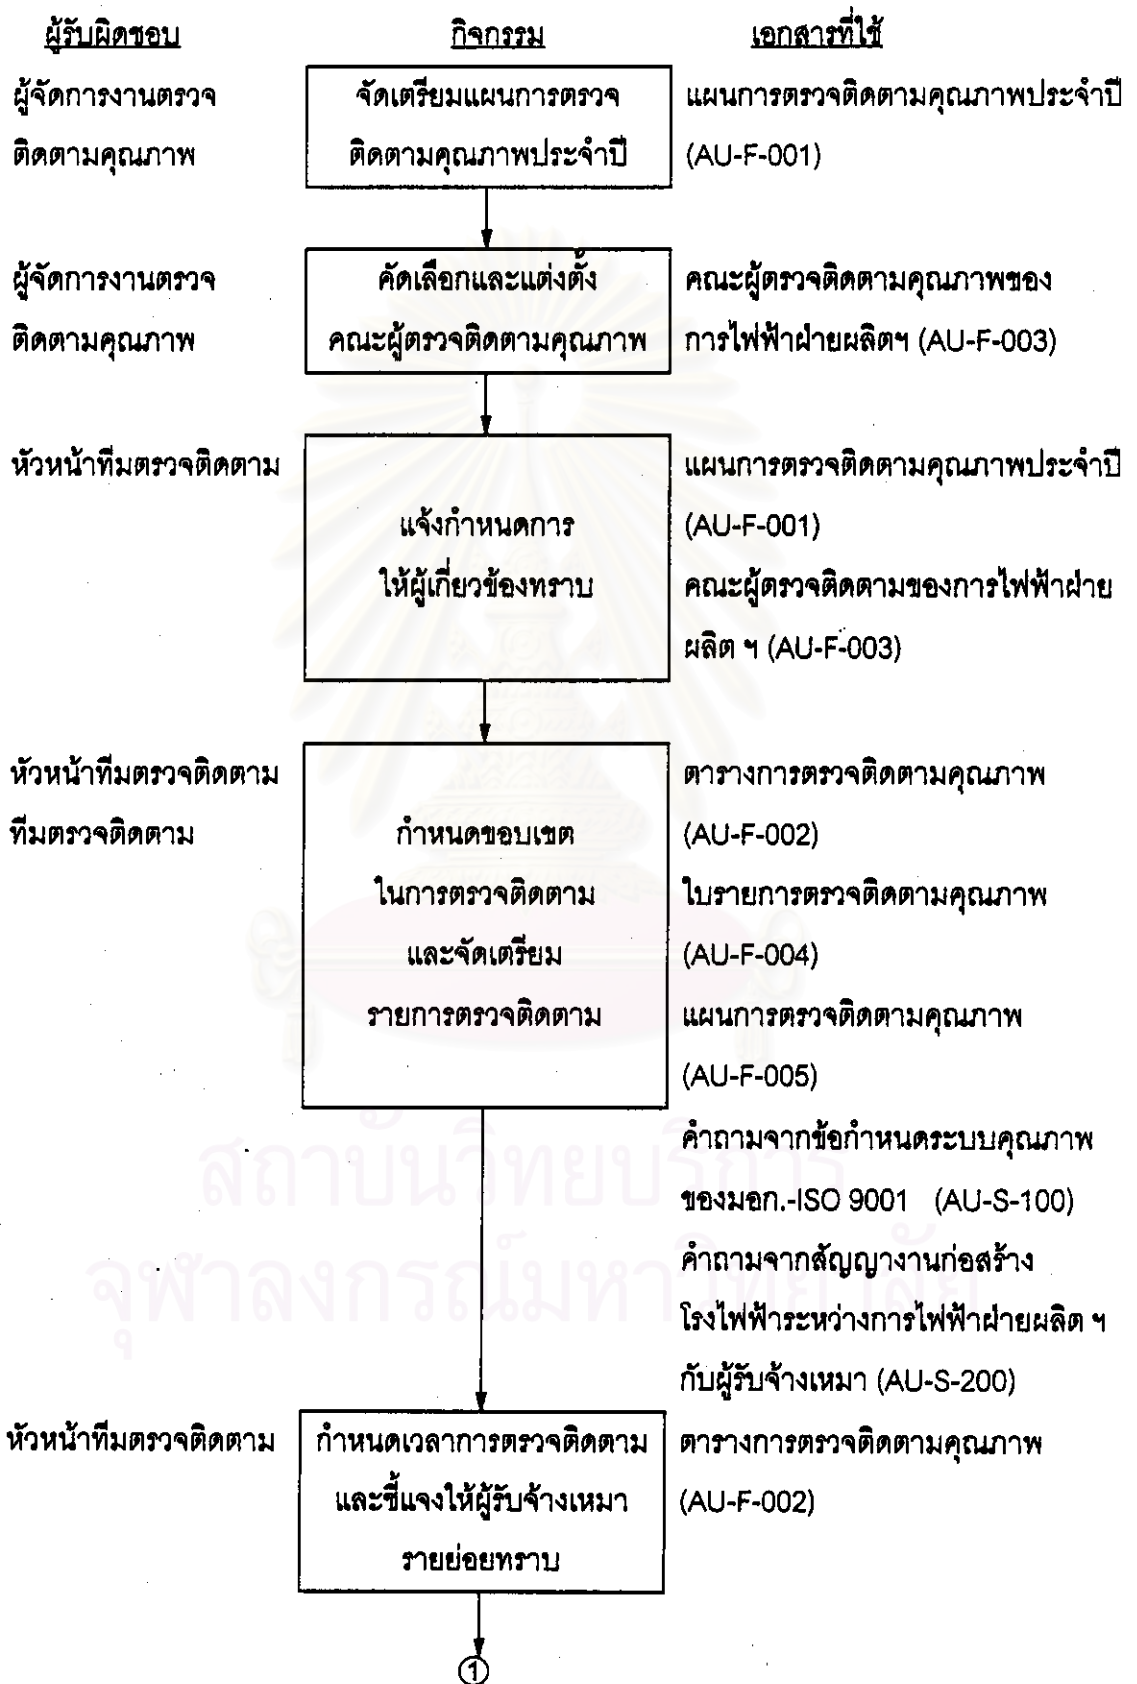 ผู้รับผิดชอบ กิจกรรม เอกสารที่ใช้
ผู้จัดการงานตรวจ จัดเตรียมแผนการตรวจ แผนการตรวจติดตามคุณภาพประจำปี
ติดตามคุณภาพ ติดตามคุณภาพประจำปี (AU-F-001)
ผู้จัดการงานตรวจ คัดเลือกและแต่งตั้ง คณะผู้ตรวจติดตามคุณภาพของ
ติดตามคุณภาพ คณะผู้ตรวจติดตามคุณภาพ การไฟฟ้าฝ่ายผลิตฯ (AU-F-003)
หัวหน้าทีมตรวจติดตาม แผนการตรวจติดตามคุณภาพประจำปี
แจ้งกำหนดการ (AU-F-001)
ให้ผู้เกี่ยวข้องทราบ คณะผู้ตรวจติดตามของการไฟฟ้าฝ่าย
ผลิต ฯ (AU-F-003)
หัวหน้าทีมตรวจติดตาม ตารางการตรวจติดตามคุณภาพ
ทีมตรวจติดตาม กำหนดขอบเขต (AU-F-002)
ในการตรวจติดตาม ใบรายการตรวจติดตามคุณภาพ
และจัดเตรียม (AU-F-004)
รายการตรวจติดตาม แผนการตรวจติดตามคุณภาพ
(AU-F-005)
คำถามจากข้อกำหนดระบบคุณภาพ
ของมอก.-ISO 9001 (AU-S-100)
คำถามจากสัญญางานก่อสร้าง
โรงไฟฟ้าระหว่างการไฟฟ้าฝ่ายผลิต ฯ
กับผู้รับจ้างเหมา (AU-S-200)
หัวหน้าทีมตรวจติดตาม กำหนดเวลาการตรวจติดตาม ตารางการตรวจติดตามคุณภาพ
และชี้แจงให้ผู้รับจ้างเหมา (AU-F-002)
รายย่อยทราบ
1
สถาบันวิทยบริการ
จุฬาลงกรณ์มหาวิทยาลัย